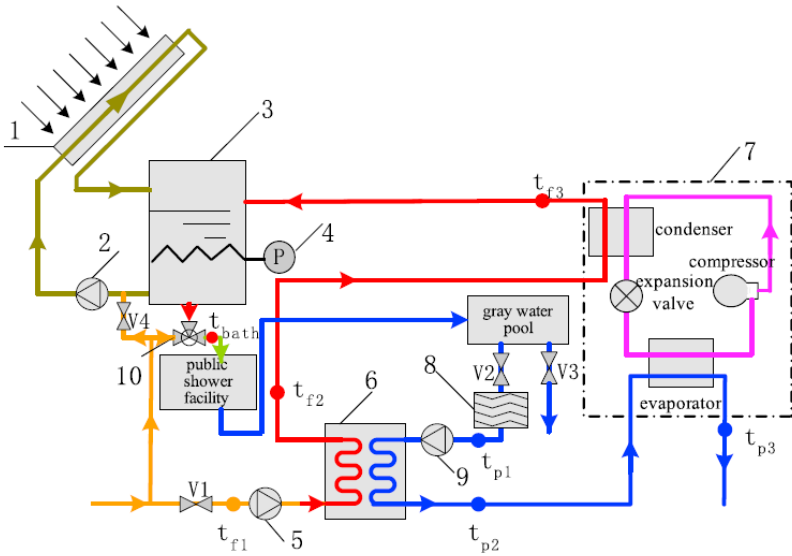 1
3
7
t_f3
condenser
4
P
2
compressor
expansion
valve
V4
t_bath
gray water
pool
10
public
shower
facility
V2
V3
8
6
t_f2
evaporator
t_p3
9
t_p1
V1
t_f1
5
t_p2